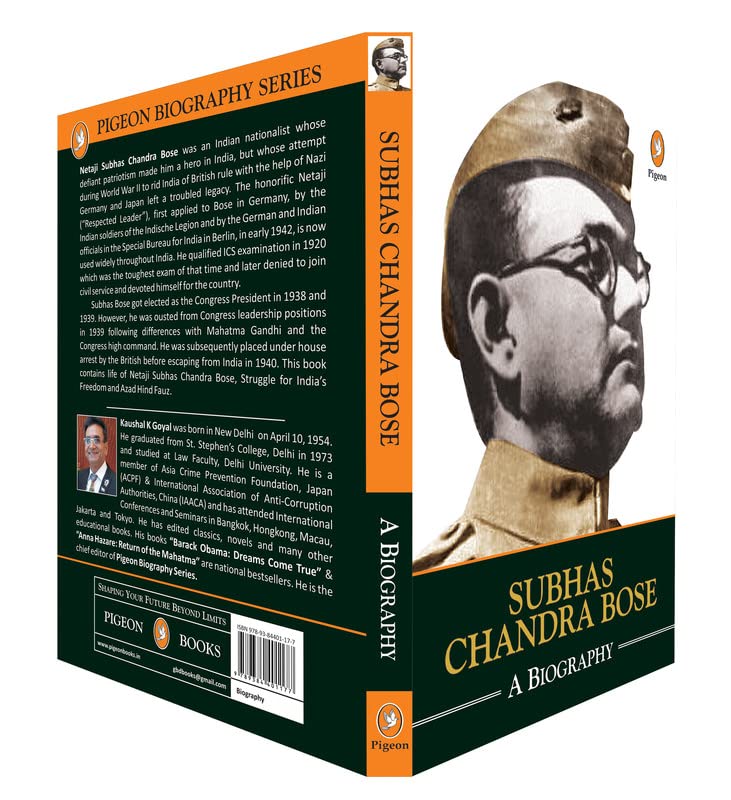 PIGEON BIOGRAPHY SERIES
Netaji Subhas Chandra Bose was an Indian nationalist whose
defiant patriotism made him a hero in India, but whose attempt
during World War II to rid India of British rule with the help of Nazi
Germany and Japan left a troubled legacy. The honorific Netaji
("Respected Leader"), first applied to Bose in Germany, by the
Indian soldiers of the Indische Legion and by the German and Indian
officials in the Special Bureau for India in Berlin, in early 1942, is now
used widely throughout India. He qualified ICS examination in 1920
which was the toughest exam of that time and later denied to join
civil service and devoted himself for the country.
Subhas Bose got elected as the Congress President in 1938 and
1939. However, he was ousted from Congress leadership positions
in 1939 following differences with Mahatma Gandhi and the
Congress high command. He was subsequently placed under house
arrest by the British before escaping from India in 1940. This book
contains life of Netaji Subhas Chandra Bose, Struggle for India's
Freedom and Azad Hind Fauz.
Kaushal K Goyal was born in New Delhi on April 10, 1954.
He graduated from St. Stephen's College, Delhi in 1973
and studied at Law Faculty, Delhi University. He is a
member of Asia Crime Prevention Foundation, Japan
(ACPF) & International Association of Anti-Corruption
Authorities, China (IAACA) and has attended International
Conferences and Seminars in Bangkok, Hongkong, Macau,
Jakarta and Tokyo. He has edited classics, novels and many other
educational books. His books "Barack Obama: Dreams Come True" &
"Anna Hazare: Return of the Mahatma" are national bestsellers. He is the
chief editor of Pigeon Biography Series.
SHAPING YOUR FUTURE BEYOND LIMITS
PIGEON BOOKS
www.pigeonbooks.in gbdbooks@gmail.com
ISBN 978-93-84401-17-7
9789384401177
Biography
SUBHAS CHANDRA BOSE
A BIOGRAPHY
Pigeon
Pigeon
SUBHAS
CHANDRA BOSE
A BIOGRAPHY